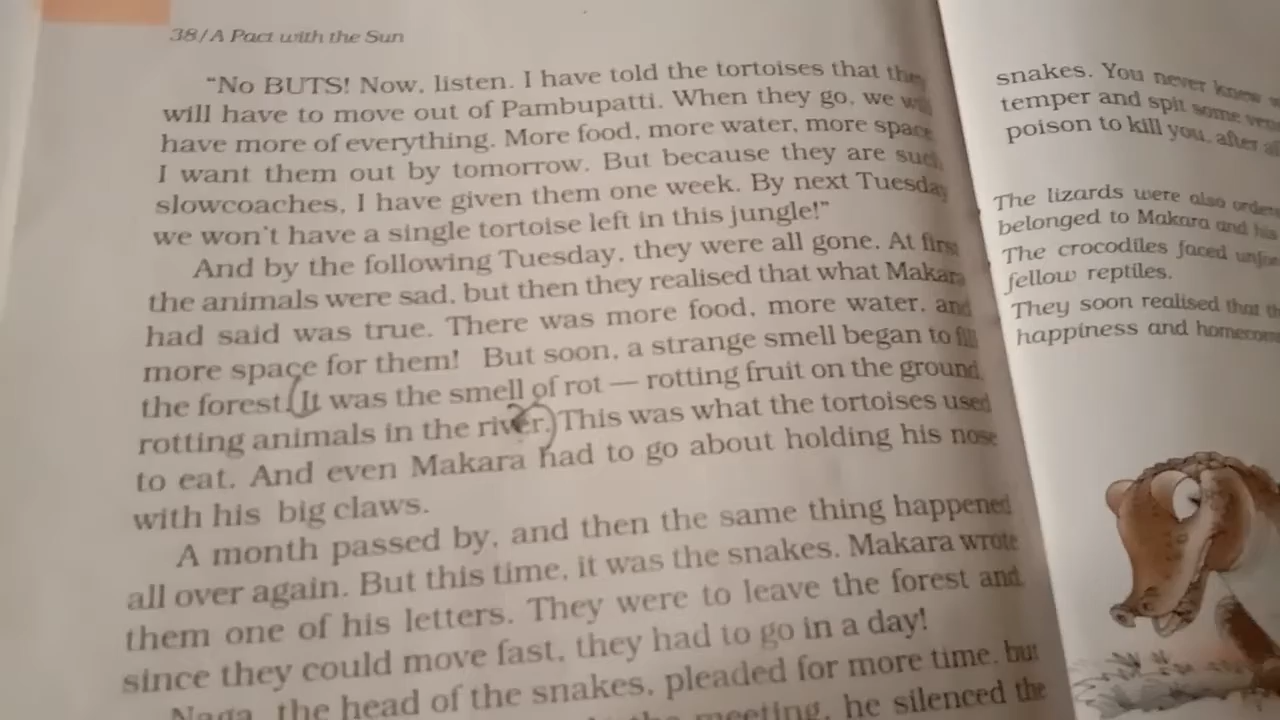 38/A Pact with the Sun
"No BUTS! Now, listen. I have told the tortoises that they
will have to move out of Pambupatti. When they go, we will
have more of everything. More food, more water, more space
I want them out by tomorrow. But because they are such
slowcoaches, I have given them one week. By next Tuesday
we won't have a single tortoise left in this jungle!"
And by the following Tuesday, they were all gone. At first
the animals were sad, but then they realised that what Makara
had said was true. There was more food, more water, and
more space for them! But soon, a strange smell began to fill
the forest. It was the smell of rot — rotting fruit on the ground,
rotting animals in the river. This was what the tortoises used
to eat. And even Makara had to go about holding his nose
with his big claws.
A month passed by, and then the same thing happened
all over again. But this time, it was the snakes. Makara wrote
them one of his letters. They were to leave the forest and,
since they could move fast, they had to go in a day!
Naga, the head of the snakes, pleaded for more time, but
meeting, he silenced the
snakes. You never knew
temper and spit some
poison to kill you, after
The lizards were also
belonged to Makara and his
The crocodiles faced
fellow reptiles.
They soon realised that
happiness and